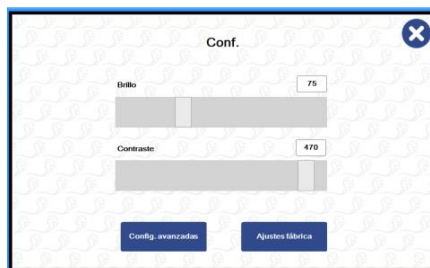 Conf.
Brillo 75
Contraste 470
Config. avanzadas Ajustes fábrica